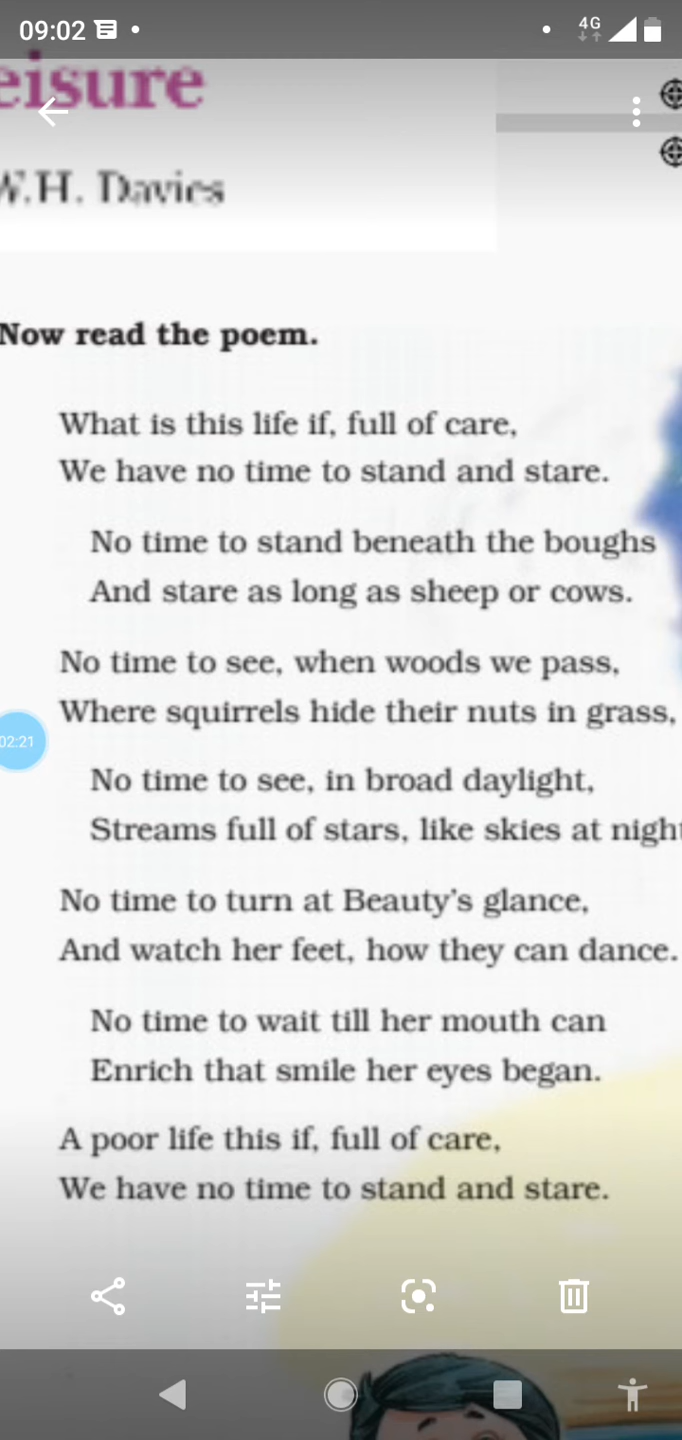 09:02
4G
eisure
W.H. Davies
Now read the poem.
What is this life if, full of care,
We have no time to stand and stare.
No time to stand beneath the boughs
And stare as long as sheep or cows.
No time to see, when woods we pass,
Where squirrels hide their nuts in grass,
No time to see, in broad daylight,
02:21
Streams full of stars, like skies at night
No time to turn at Beauty's glance,
And watch her feet, how they can dance.
No time to wait till her mouth can
Enrich that smile her eyes began.
A poor life this if, full of care,
We have no time to stand and stare.